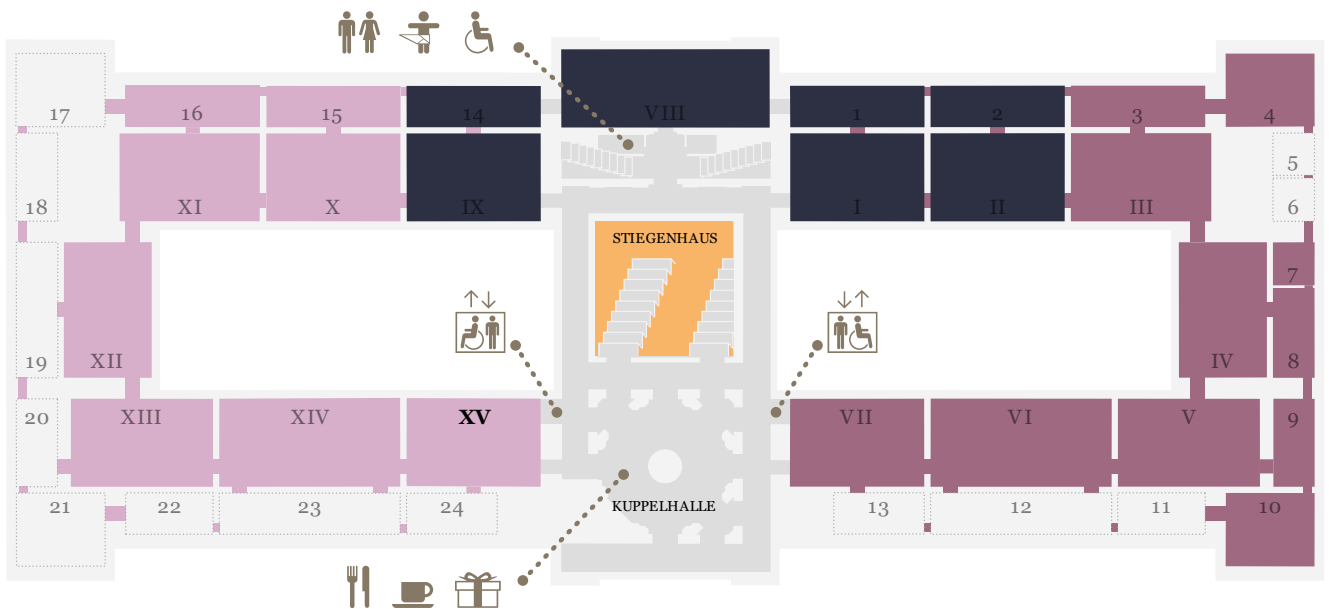 17
16
15
14
VIII
1
2
3
4
5
18
XI
X
IX
I
II
III
6
STIEGENHAUS
7
19
XII
IV
8
20
XIII
XIV
XV
VII
VI
V
9
21
22
23
24
KUPPELHALLE
13
12
11
10